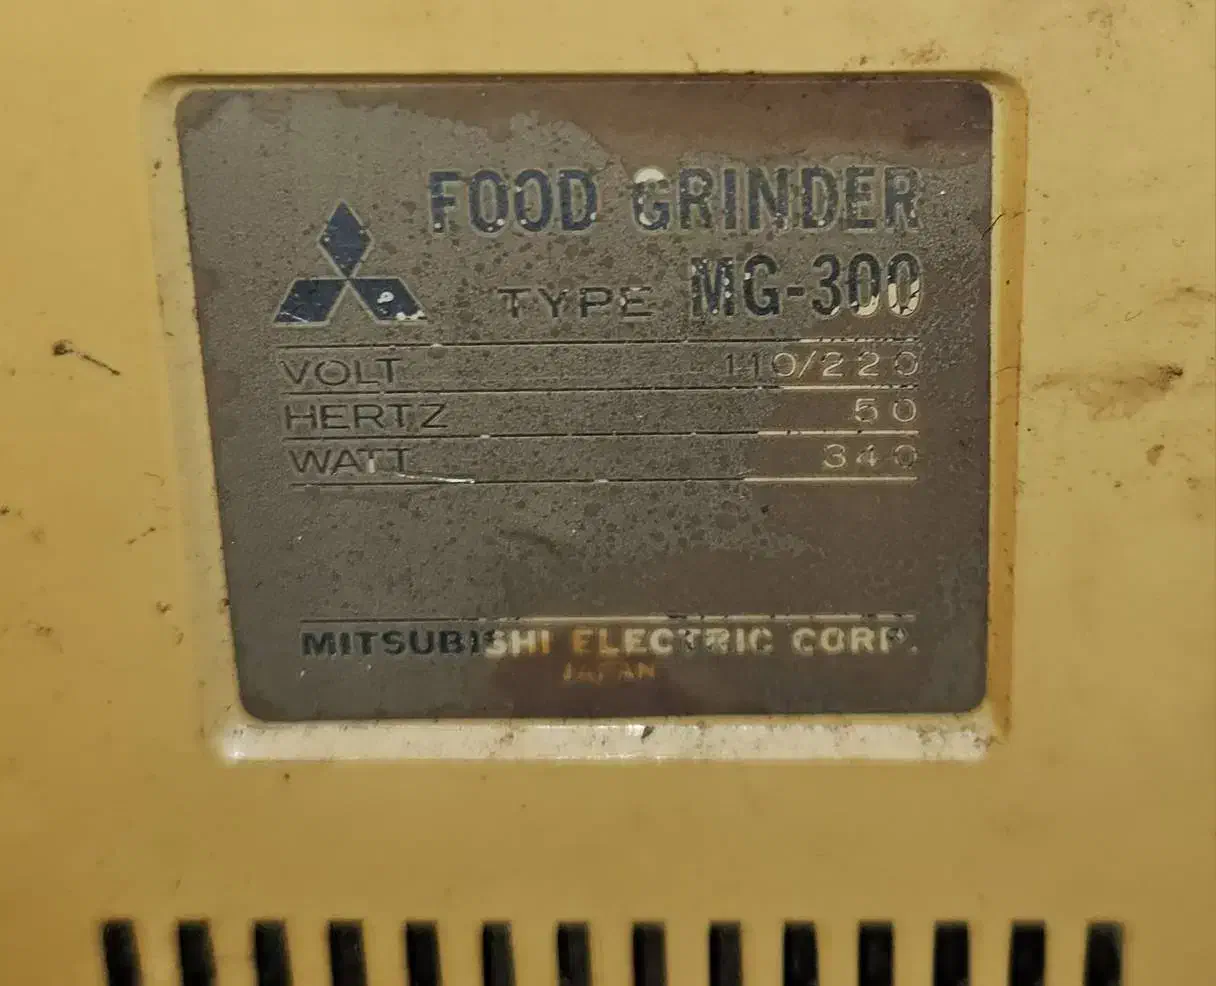 FOOD GRINDER
TYPE MG-300
VOLT 110/220
HERTZ 50
WATT 340
MITSUBISHI ELECTRIC CORP.
JAPAN